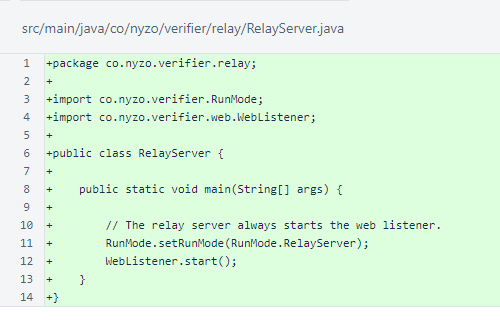 src/main/java/co/nyzo/verifier/relay/RelayServer.java
1 +package co.nyzo.verifier.relay;
2 +
3 +import co.nyzo.verifier.RunMode;
4 +import co.nyzo.verifier.web.WebListener;
5 +
6 +public class RelayServer {
7 +
8 +    public static void main(String[] args) {
9 +
10 +        // The relay server always starts the web listener.
11 +        RunMode.setRunMode(RunMode.RelayServer);
12 +        WebListener.start();
13 +    }
14 +}